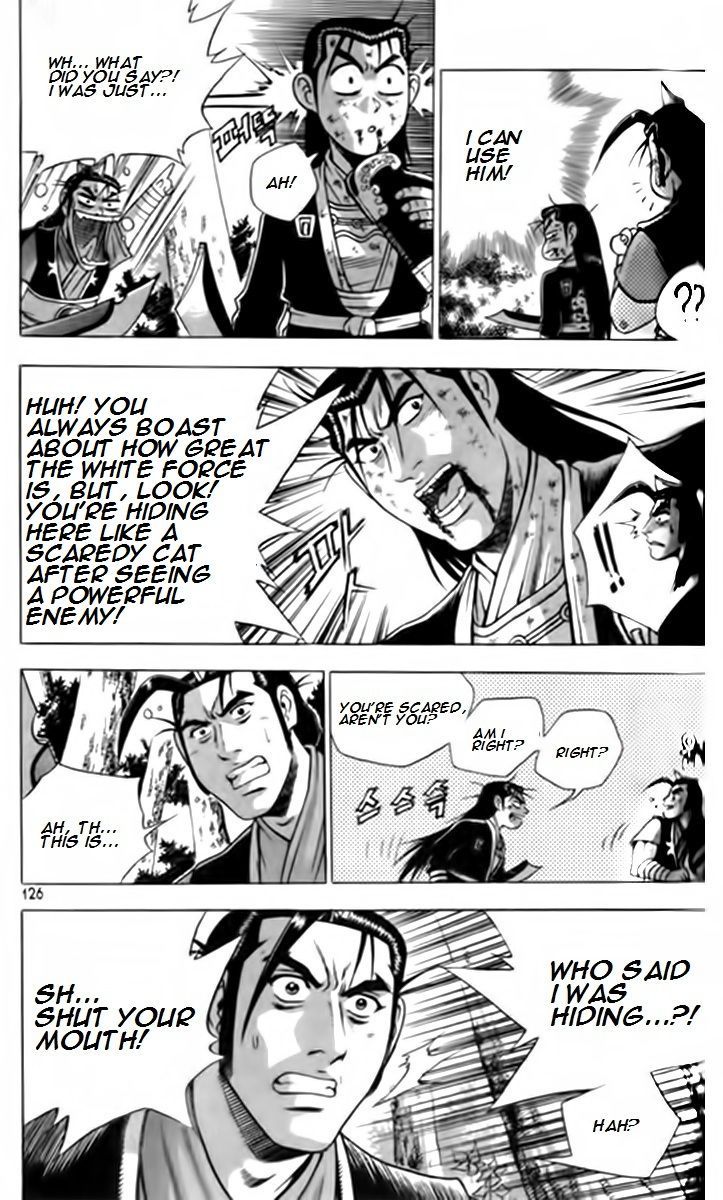 WH... WHAT
DID YOU SAY?!
I WAS JUST...
AH!
I CAN
USE
HIM!
??
HUH! YOU
ALWAYS BOAST
ABOUT HOW GREAT
THE WHITE FORCE
IS, BUT, LOOK!
YOU'RE HIDING
HERE LIKE A
SCAREDY CAT
AFTER SEEING
A POWERFUL
ENEMY!
!!
AH, TH...
THIS IS...
YOU'RE SCARED,
AREN'T YOU?
AM I
RIGHT?
RIGHT?
스스슥
126
SH...
SHUT YOUR
MOUTH!
WHO SAID
I WAS
HIDING...?!
HAH?